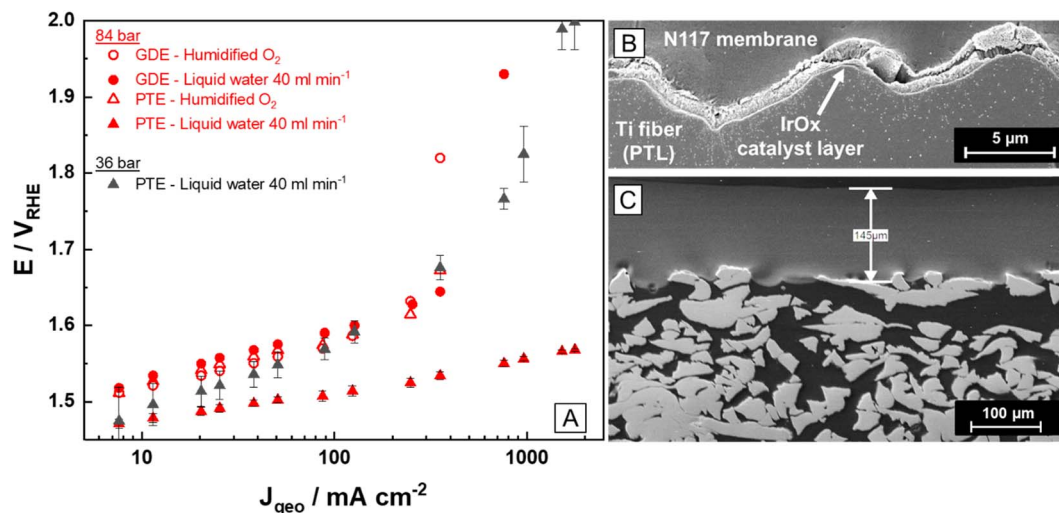 2.0
1.9
1.8
1.7
1.6
1.5
E / V_RHE
10
100
1000
J_geo / mA cm⁻²
84 bar
GDE - Humidified O₂
GDE - Liquid water 40 ml min⁻¹
PTE - Humidified O₂
PTE - Liquid water 40 ml min⁻¹
36 bar
PTE - Liquid water 40 ml min⁻¹
A
B
N117 membrane
Ti fiber
(PTL)
IrOx
catalyst layer
5 µm
C
145µm
100 µm